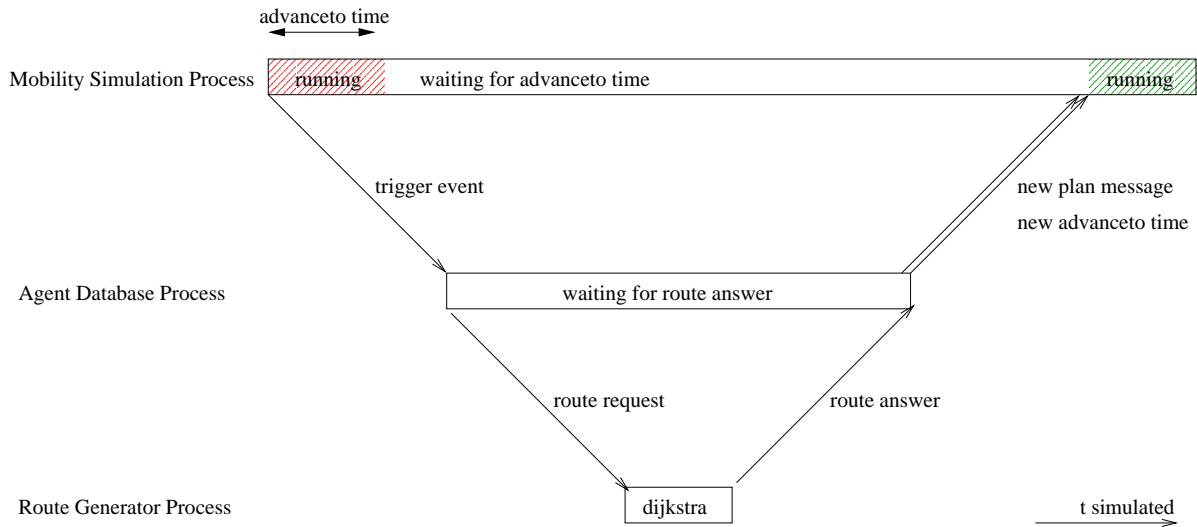 advanceto time
Mobility Simulation Process
running
waiting for advanceto time
running
trigger event
new plan message
new advanceto time
Agent Database Process
waiting for route answer
route request
route answer
Route Generator Process
dijkstra
t simulated